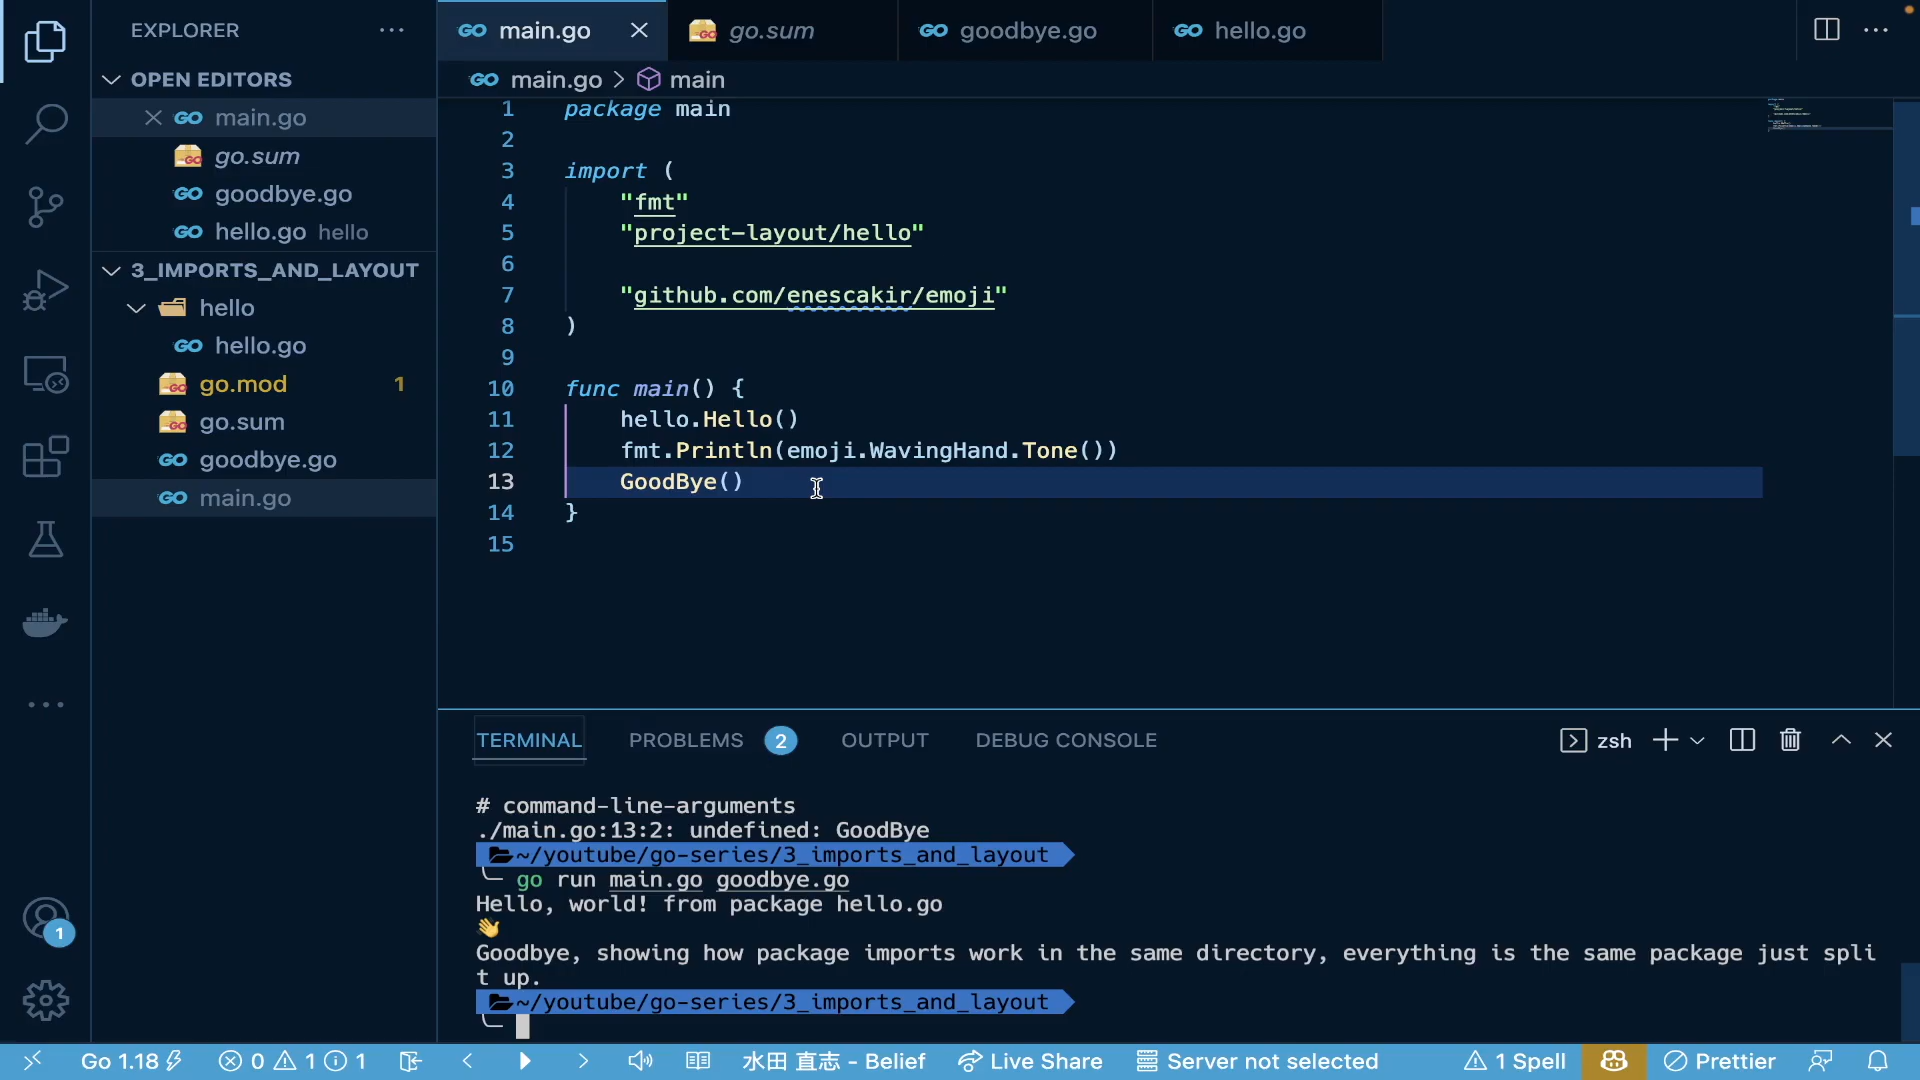 EXPLORER
main.go
go.sum
goodbye.go
hello.go
OPEN EDITORS
main.go
go.sum
goodbye.go
hello.go hello
3_IMPORTS_AND_LAYOUT
hello
hello.go
go.mod 1
go.sum
goodbye.go
main.go
main.go > main
1 package main
2
3 import (
4 "fmt"
5 "project-layout/hello"
6
7 "github.com/enescakir/emoji"
8 )
9
10 func main() {
11 hello.Hello()
12 fmt.Println(emoji.WavingHand.Tone())
13 GoodBye()
14 }
15
TERMINAL PROBLEMS 2 OUTPUT DEBUG CONSOLE
zsh
# command-line-arguments
./main.go:13:2: undefined: GoodBye
~/youtube/go-series/3_imports_and_layout
go run main.go goodbye.go
Hello, world! from package hello.go
👋
Goodbye, showing how package imports work in the same directory, everything is the same package just spli
t up.
~/youtube/go-series/3_imports_and_layout
1
Go 1.18 0 1 1 水田 直志 - Belief Live Share Server not selected 1 Spell Prettier